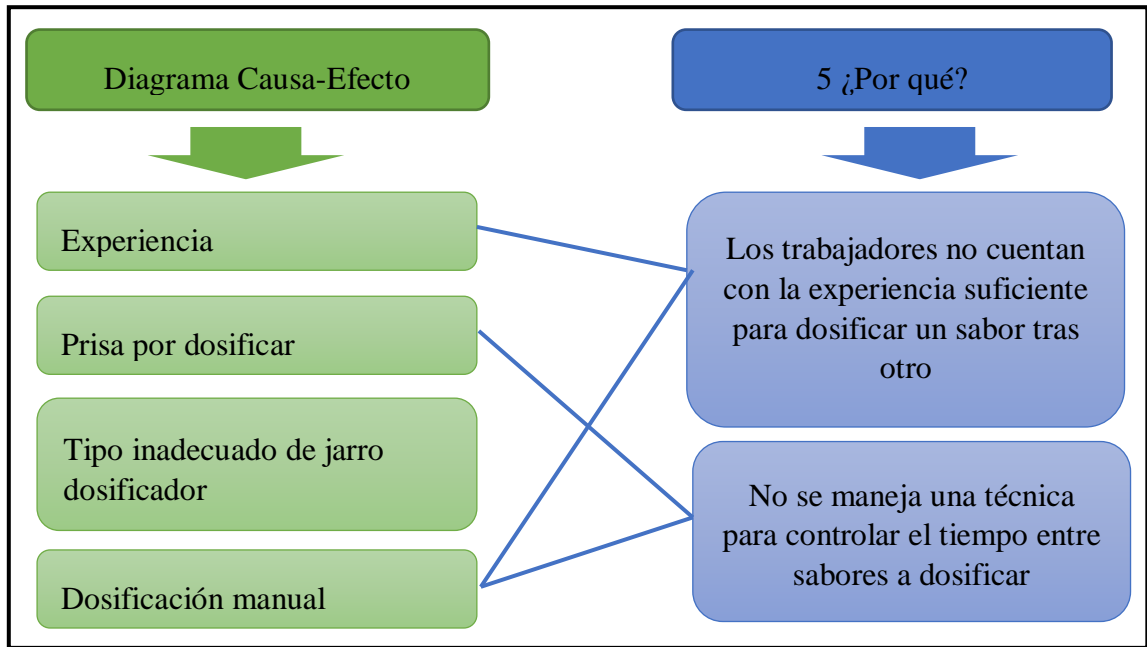 Diagrama Causa-Efecto
5 ¿Por qué?
Experiencia
Prisa por dosificar
Tipo inadecuado de jarro
dosificador
Dosificación manual
Los trabajadores no cuentan
con la experiencia suficiente
para dosificar un sabor tras
otro
No se maneja una técnica
para controlar el tiempo entre
sabores a dosificar